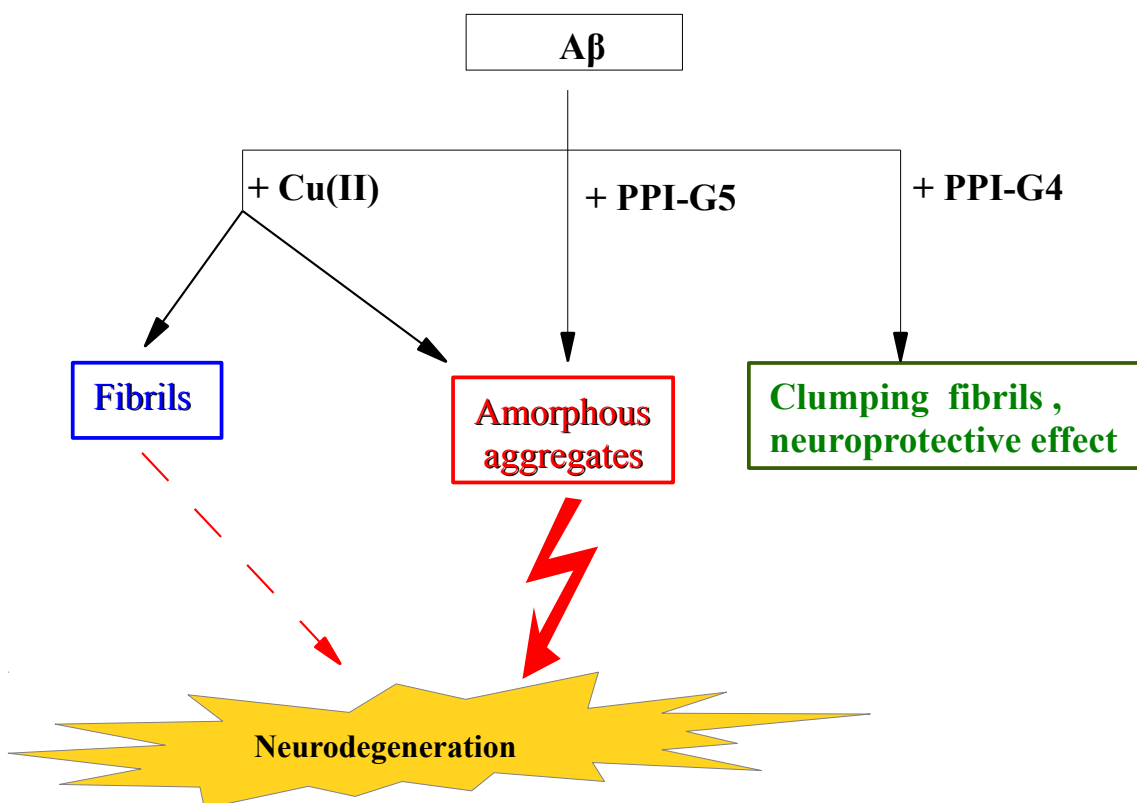 Aβ
+ Cu(II)
+ PPI-G5
+ PPI-G4
Fibrils
Amorphous
aggregates
Clumping fibrils ,
neuroprotective effect
Neurodegeneration